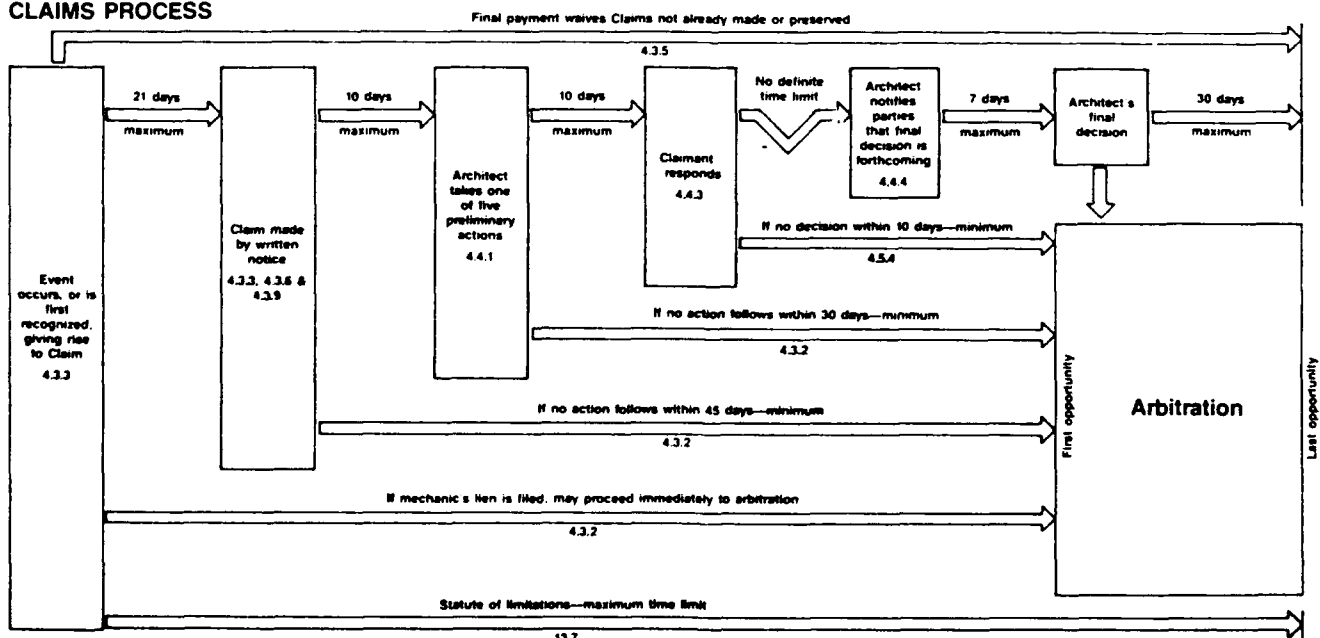 CLAIMS PROCESS
Final payment waives Claims not already made or preserved
4.3.5
Event
occurs, or is
first
recognized,
giving rise
to Claim
4.3.3
21 days
maximum
Claim made
by written
notice
4.3.3, 4.3.6 &
4.3.9
10 days
maximum
Architect
takes one
of five
preliminary
actions
4.4.1
10 days
maximum
Claimant
responds
4.4.3
No definite
time limit
Architect
notifies
parties
that final
decision is
forthcoming
4.4.4
7 days
maximum
Architect s
final
decision
30 days
maximum
If no decision within 10 days—minimum
4.5.4
If no action follows within 30 days—minimum
4.3.2
If no action follows within 45 days—minimum
4.3.2
If mechanic s lien is filed, may proceed immediately to arbitration
4.3.2
Statute of limitations—maximum time limit
13.7
First opportunity
Arbitration
Last opportunity